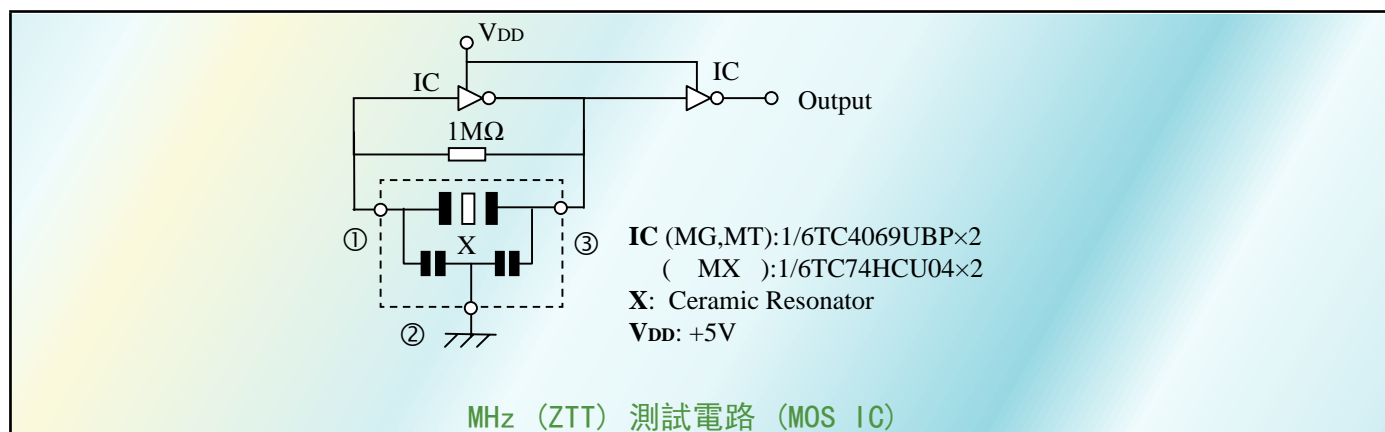 VDD
IC
IC
Output
1MΩ
①
X
③
②
IC (MG,MT):1/6TC4069UBP×2
( MX ):1/6TC74HCU04×2
X: Ceramic Resonator
VDD: +5V
MHz (ZTT) 測試電路 (MOS IC)